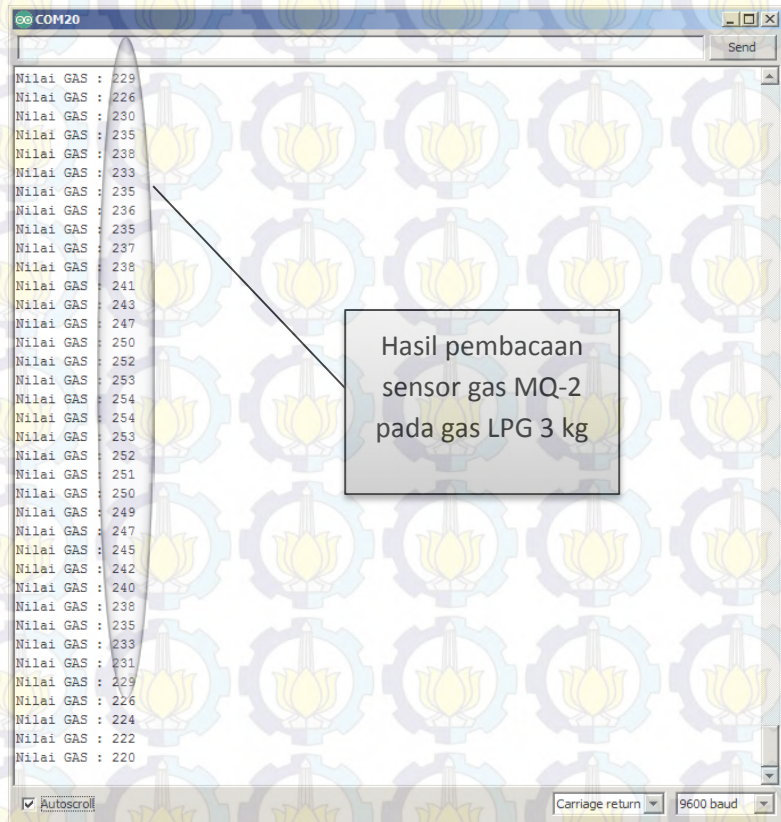 COM20
Send
Nilai GAS : 229
Nilai GAS : 226
Nilai GAS : 230
Nilai GAS : 235
Nilai GAS : 238
Nilai GAS : 233
Nilai GAS : 235
Nilai GAS : 236
Nilai GAS : 235
Nilai GAS : 237
Nilai GAS : 238
Nilai GAS : 241
Nilai GAS : 243
Nilai GAS : 247
Nilai GAS : 250
Nilai GAS : 252
Nilai GAS : 253
Nilai GAS : 254
Nilai GAS : 254
Nilai GAS : 253
Nilai GAS : 252
Nilai GAS : 251
Nilai GAS : 250
Nilai GAS : 249
Nilai GAS : 247
Nilai GAS : 245
Nilai GAS : 242
Nilai GAS : 240
Nilai GAS : 238
Nilai GAS : 235
Nilai GAS : 233
Nilai GAS : 231
Nilai GAS : 229
Nilai GAS : 226
Nilai GAS : 224
Nilai GAS : 222
Nilai GAS : 220
Hasil pembacaan
sensor gas MQ-2
pada gas LPG 3 kg
Autoscroll
Carriage return
9600 baud